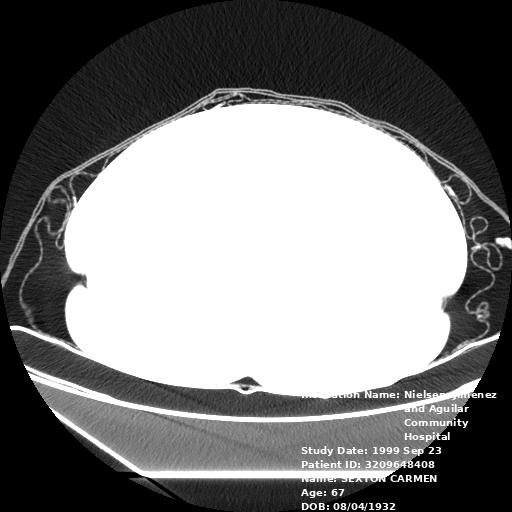 Institution Name: Nielsen, Jimenez
and Aguilar
Community
Hospital
Study Date: 1999 Sep 23
Patient ID: 3209648408
Name: SEXTON CARMEN
Age: 67
DOB: 08/04/1932